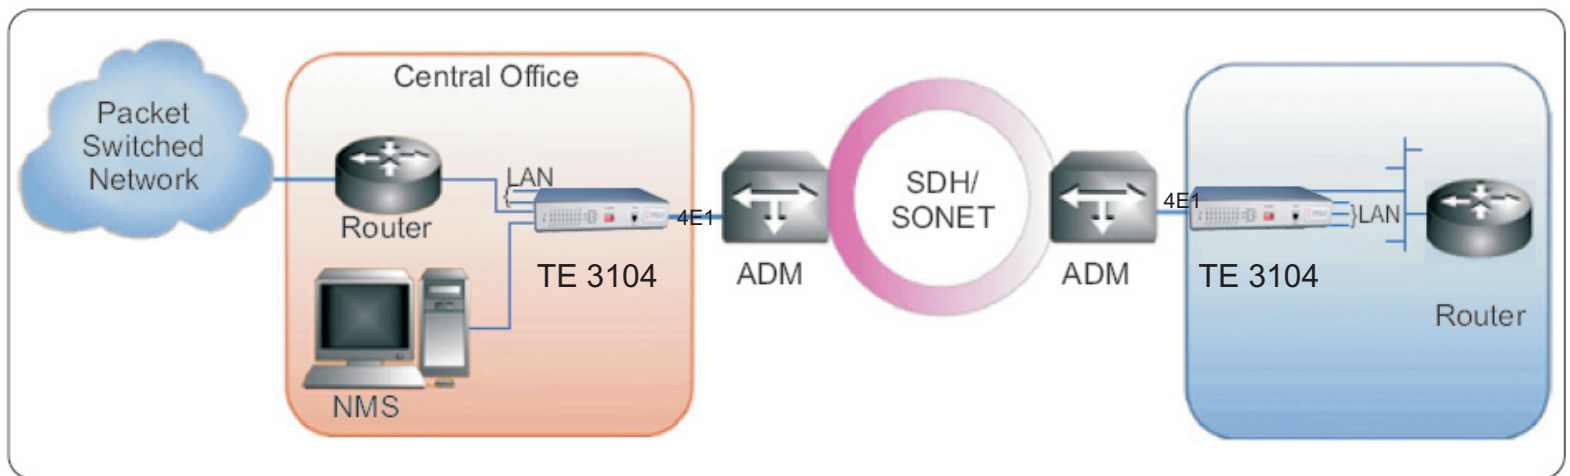 Packet
Switched
Network
Central Office
Router
LAN
NMS
TE 3104
4E1
ADM
SDH/
SONET
ADM
4E1
TE 3104
LAN
Router